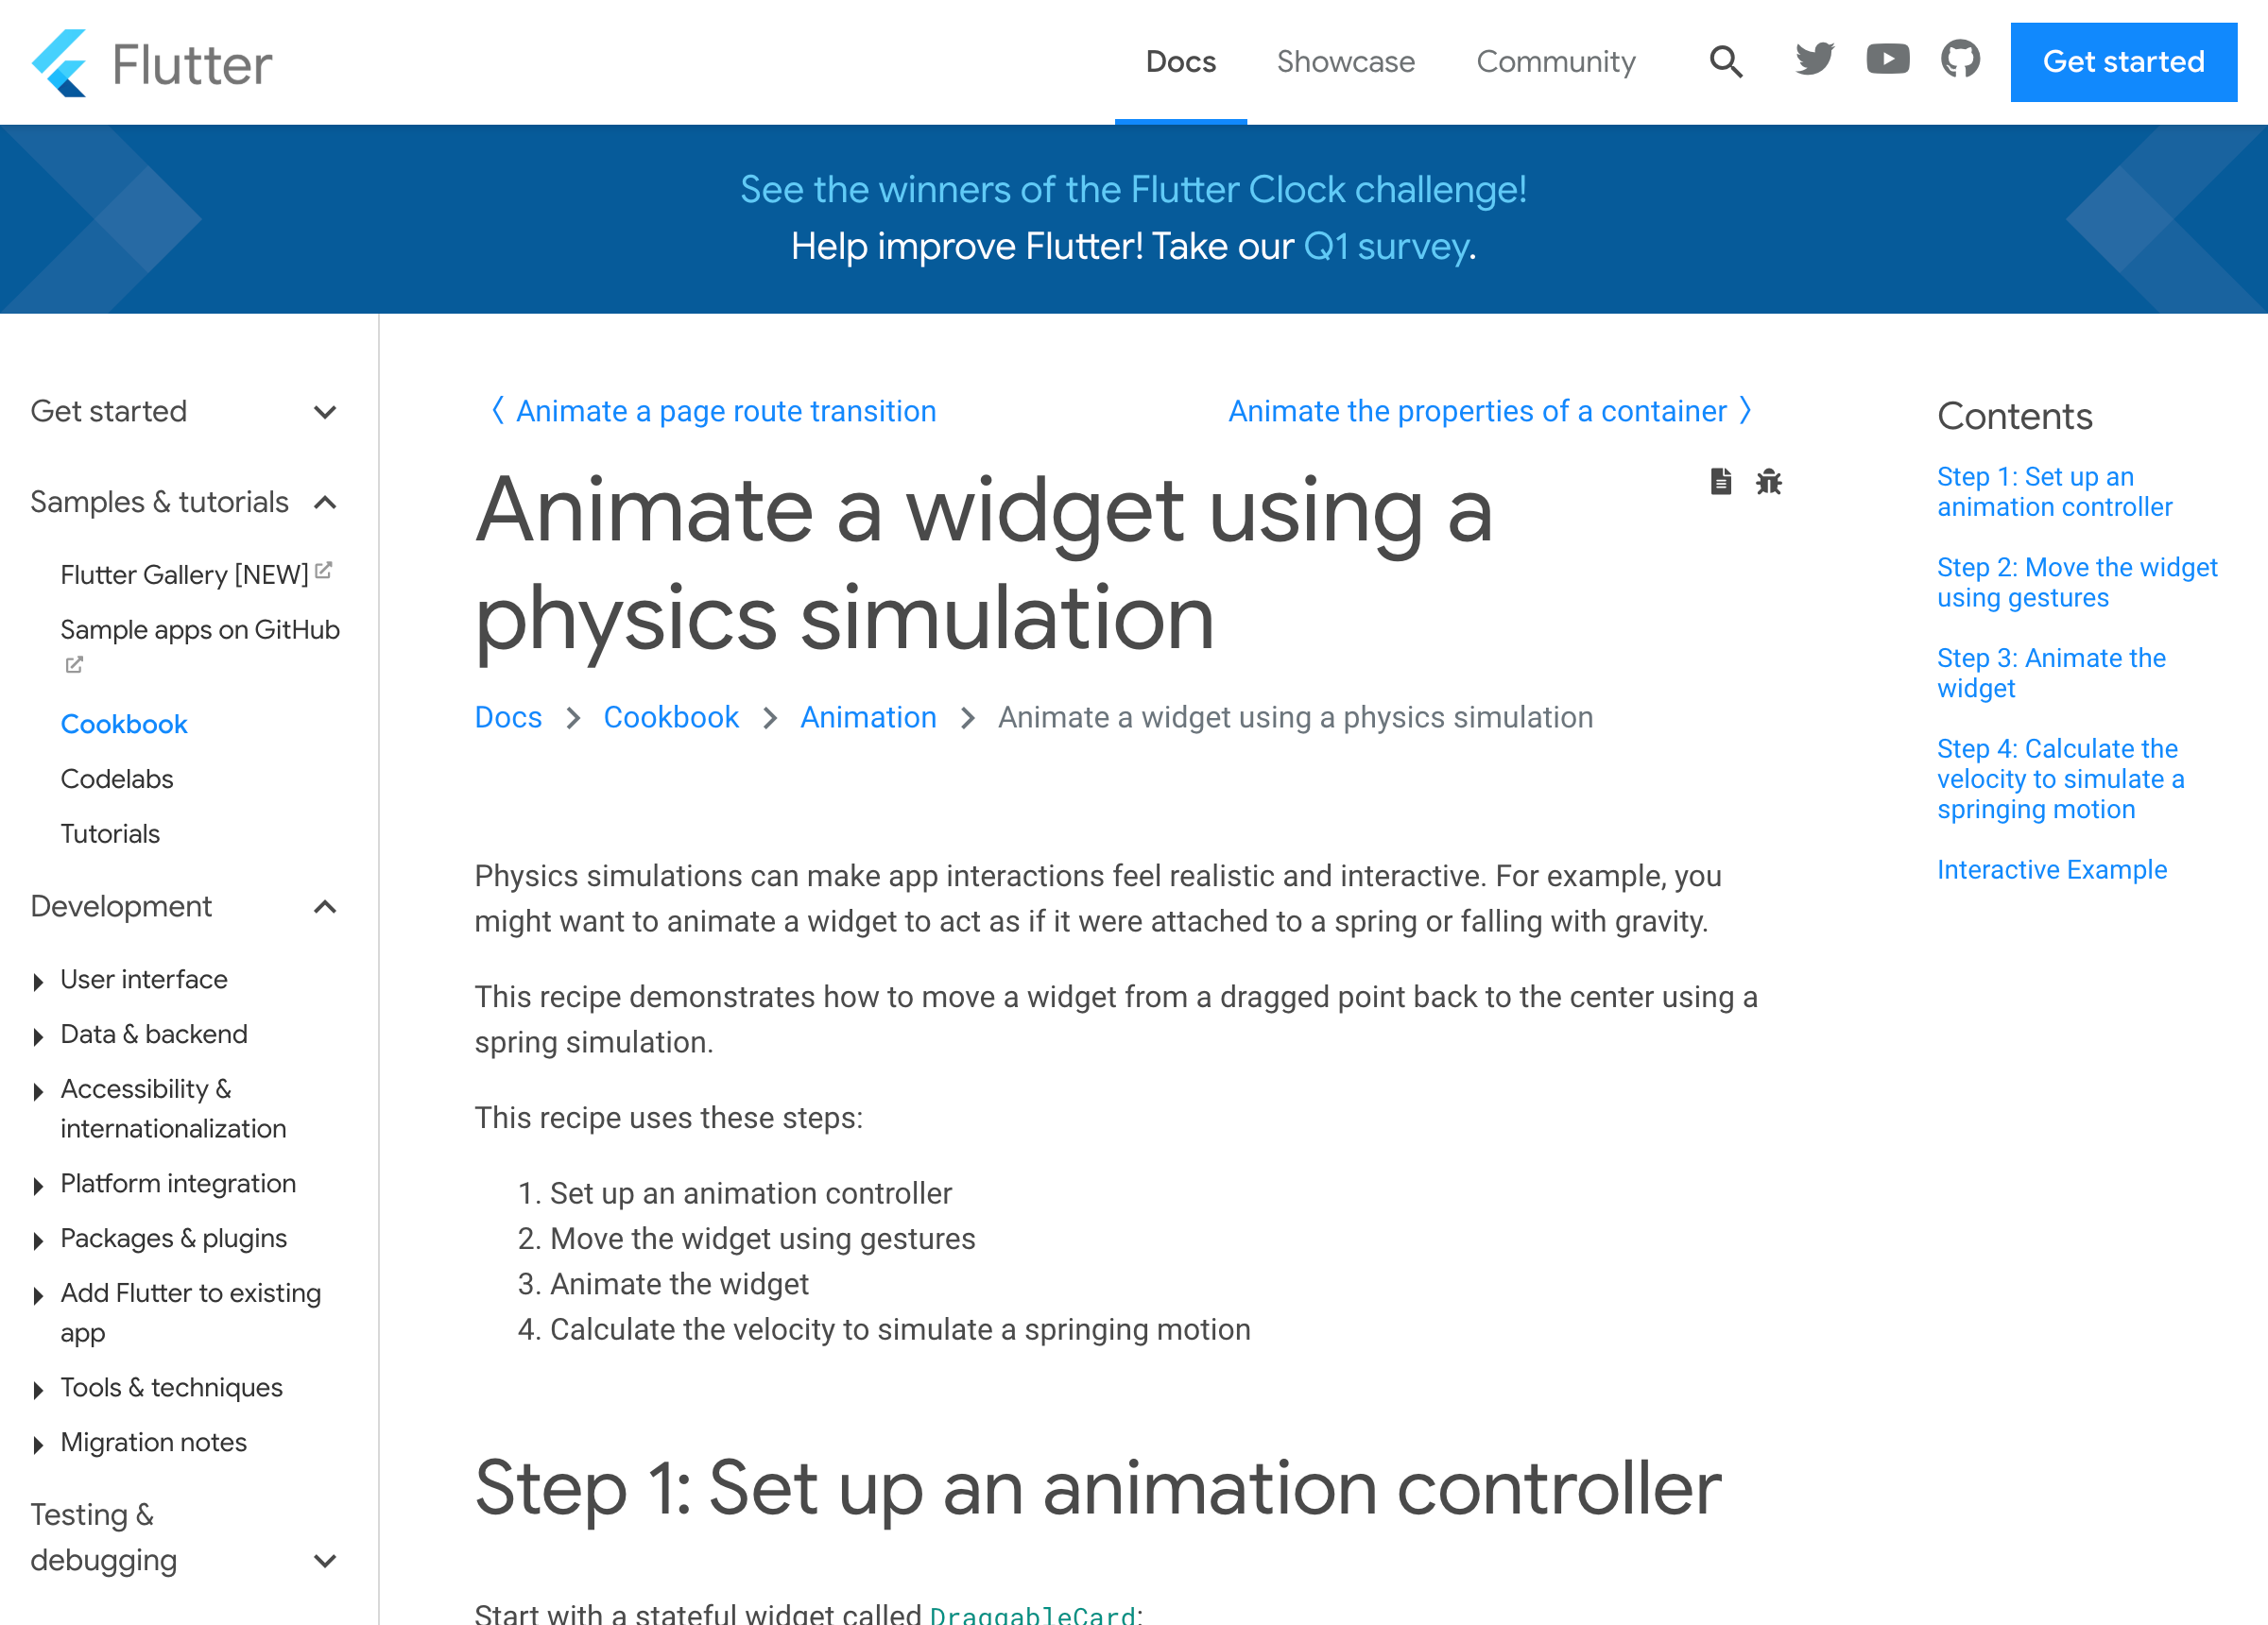 Flutter
Docs
Showcase
Community
Get started
See the winners of the Flutter Clock challenge!
Help improve Flutter! Take our Q1 survey.
Get started
Samples & tutorials
Flutter Gallery [NEW]
Sample apps on GitHub
Cookbook
Codelabs
Tutorials
Development
User interface
Data & backend
Accessibility &
internationalization
Platform integration
Packages & plugins
Add Flutter to existing
app
Tools & techniques
Migration notes
Testing &
debugging
〈 Animate a page route transition
Animate the properties of a container 〉
Animate a widget using a
physics simulation
Docs > Cookbook > Animation > Animate a widget using a physics simulation
Physics simulations can make app interactions feel realistic and interactive. For example, you
might want to animate a widget to act as if it were attached to a spring or falling with gravity.
This recipe demonstrates how to move a widget from a dragged point back to the center using a
spring simulation.
This recipe uses these steps:
1. Set up an animation controller
2. Move the widget using gestures
3. Animate the widget
4. Calculate the velocity to simulate a springing motion
Step 1: Set up an animation controller
Start with a stateful widget called DraggableCard:
Contents
Step 1: Set up an
animation controller
Step 2: Move the widget
using gestures
Step 3: Animate the
widget
Step 4: Calculate the
velocity to simulate a
springing motion
Interactive Example